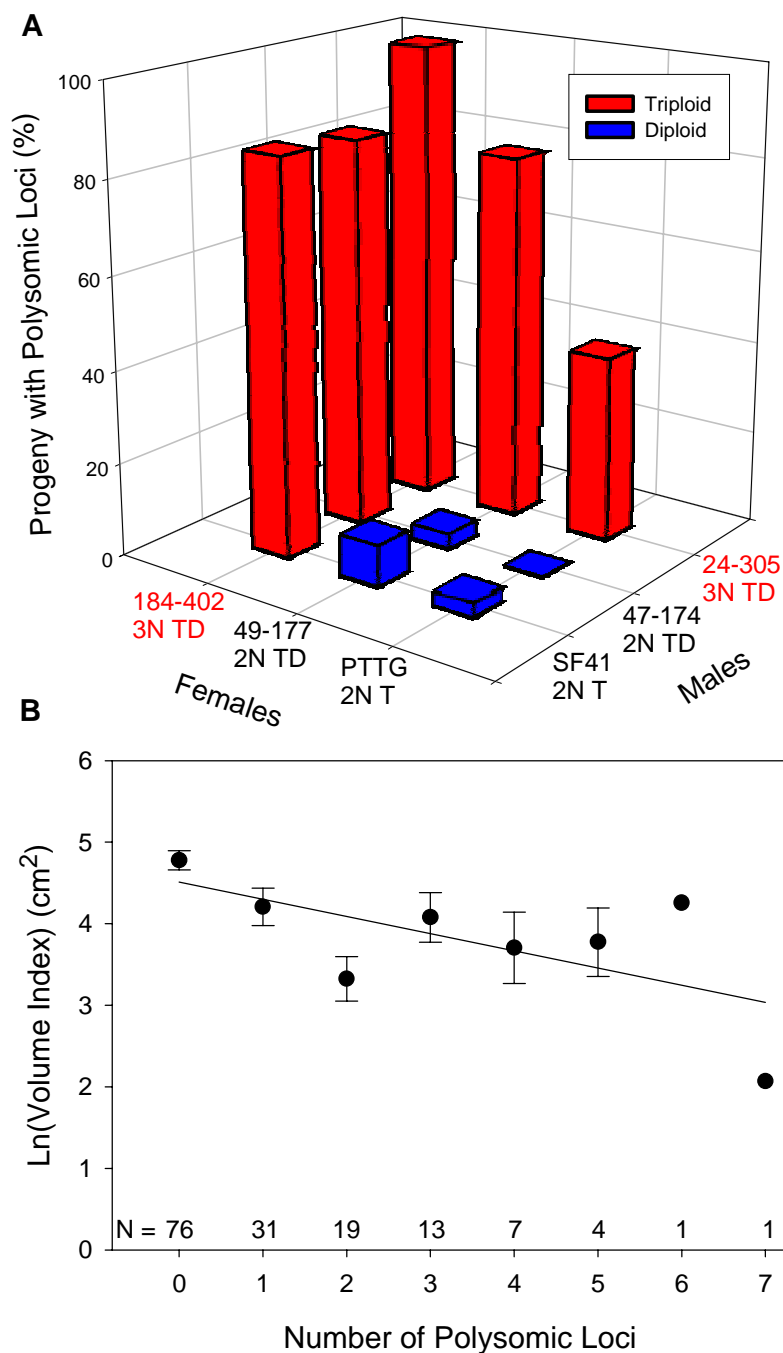 A
Progeny with Polysomic Loci (%)
100
80
60
40
20
0
Triploid
Diploid
184-402
3N TD
49-177
2N TD
PTTG
2N T
Females
SF41
2N T
47-174
2N TD
24-305
3N TD
Males
B
Ln(Volume Index) (cm²)
6
5
4
3
2
1
0
N = 76 31 19 13 7 4 1 1
0 1 2 3 4 5 6 7
Number of Polysomic Loci